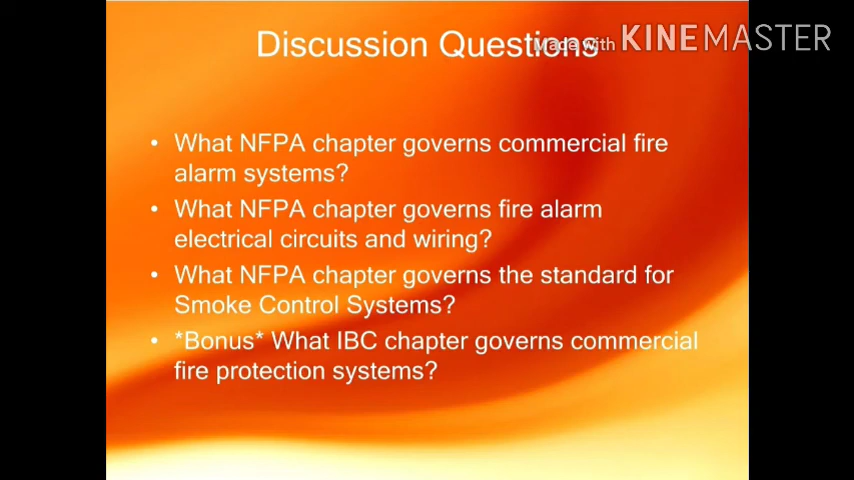 Discussion Questions
Made with KINEMASTER
• What NFPA chapter governs commercial fire
alarm systems?
• What NFPA chapter governs fire alarm
electrical circuits and wiring?
• What NFPA chapter governs the standard for
Smoke Control Systems?
• *Bonus* What IBC chapter governs commercial
fire protection systems?